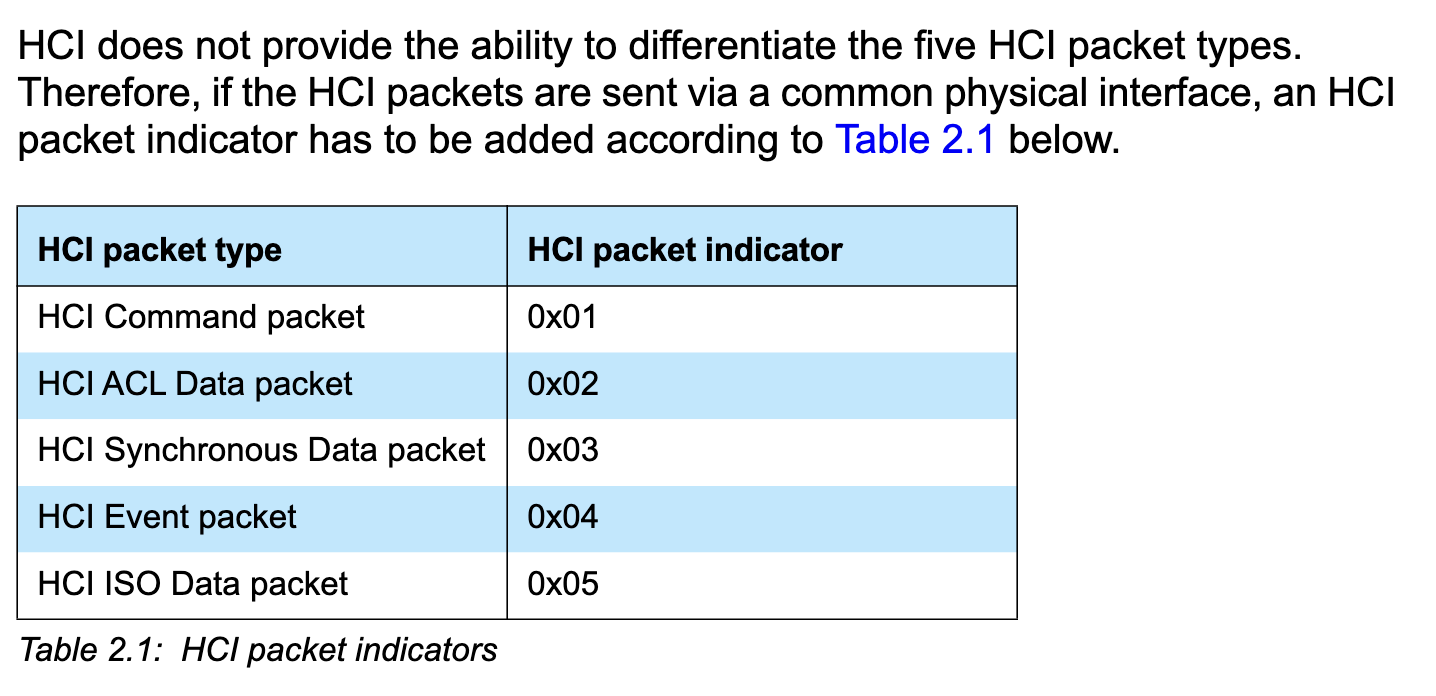 HCI does not provide the ability to differentiate the five HCI packet types.
Therefore, if the HCI packets are sent via a common physical interface, an HCI
packet indicator has to be added according to Table 2.1 below.
HCI packet type HCI packet indicator
HCI Command packet 0x01
HCI ACL Data packet 0x02
HCI Synchronous Data packet 0x03
HCI Event packet 0x04
HCI ISO Data packet 0x05
Table 2.1: HCI packet indicators